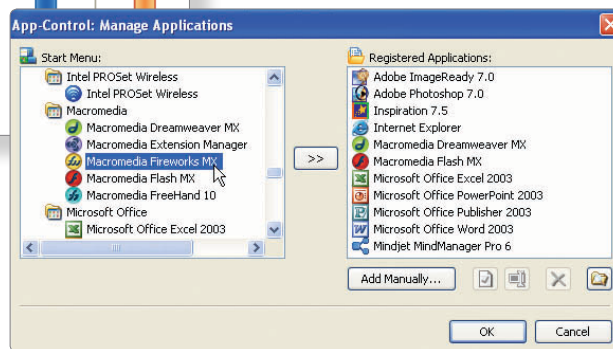 App-Control: Manage Applications
Start Menu:
Intel PROSet Wireless
Intel PROSet Wireless
Macromedia
Macromedia Dreamweaver MX
Macromedia Extension Manager
Macromedia Fireworks MX
Macromedia Flash MX
Macromedia FreeHand 10
Microsoft Office
Microsoft Office Excel 2003
>>
Registered Applications:
Adobe ImageReady 7.0
Adobe Photoshop 7.0
Inspiration 7.5
Internet Explorer
Macromedia Dreamweaver MX
Macromedia Flash MX
Microsoft Office Excel 2003
Microsoft Office PowerPoint 2003
Microsoft Office Publisher 2003
Microsoft Office Word 2003
Mindjet MindManager Pro 6
Add Manually...
OK
Cancel